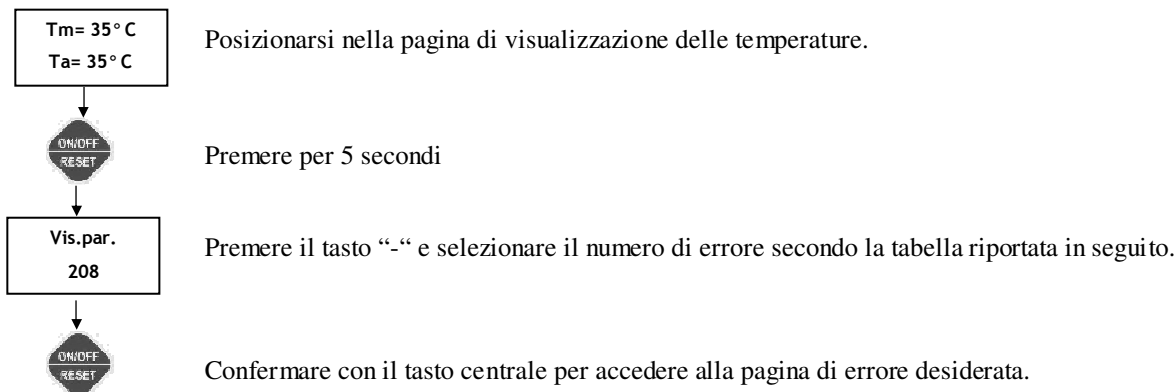 Tm= 35°C
Ta= 35°C
Posizionarsi nella pagina di visualizzazione delle temperature.
ON/OFF
RESET
Premere per 5 secondi
Vis.par.
208
Premere il tasto “-“ e selezionare il numero di errore secondo la tabella riportata in seguito.
ON/OFF
RESET
Confermare con il tasto centrale per accedere alla pagina di errore desiderata.